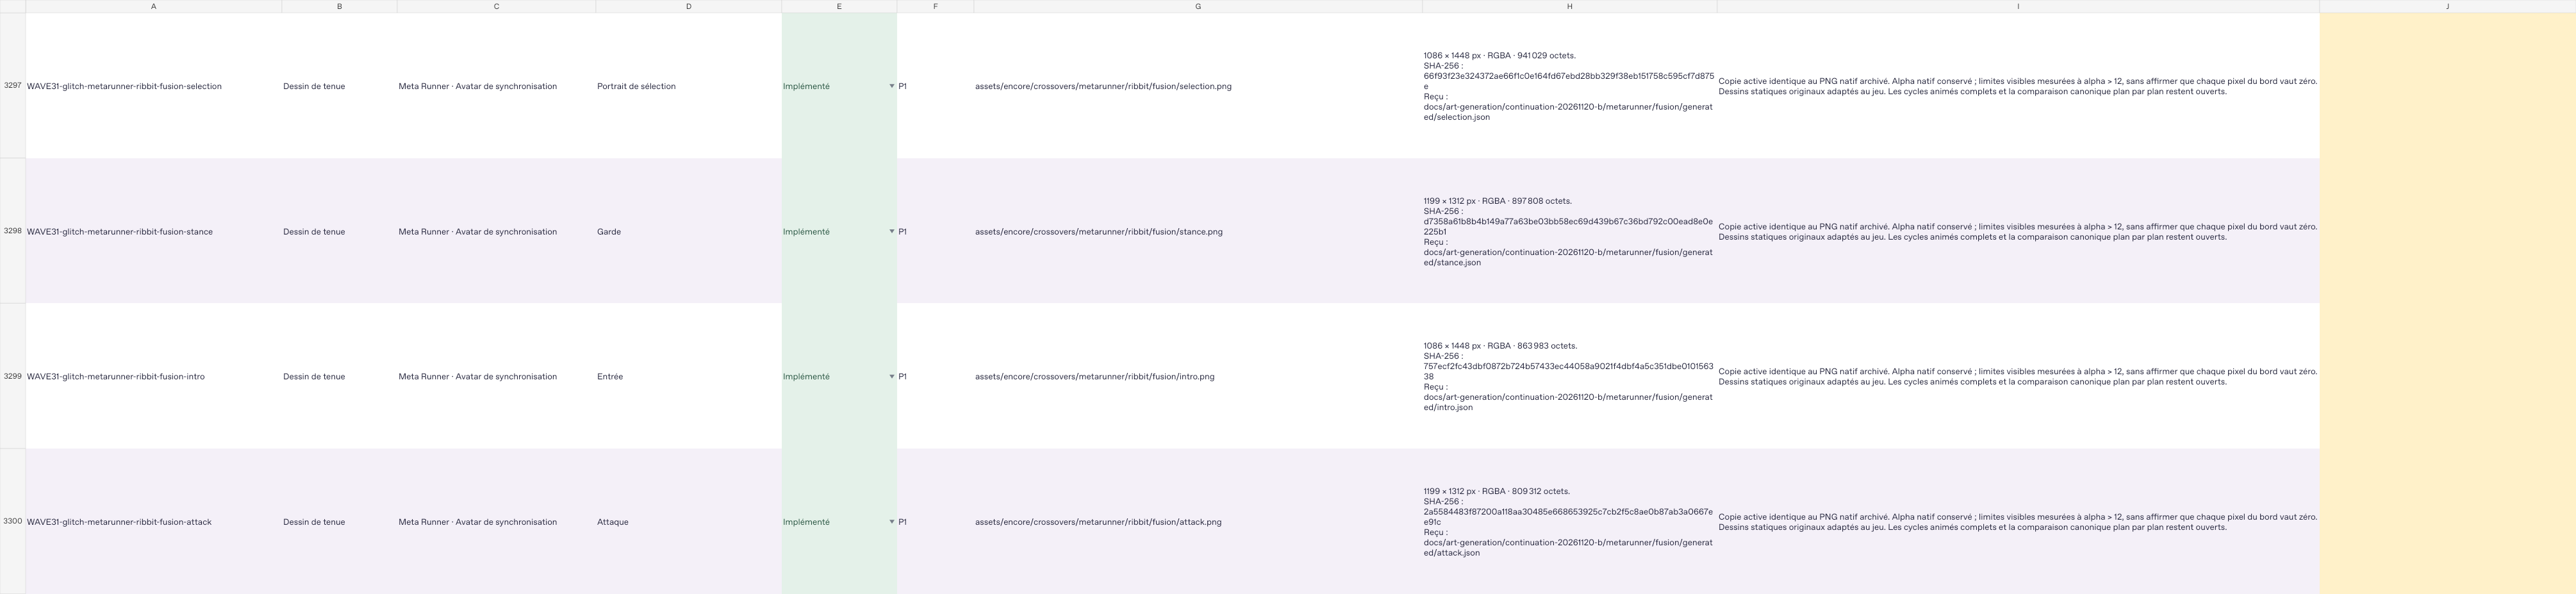 A B C D E F G H I J
3297 WAVE31-glitch-metarunner-ribbit-fusion-selection Dessin de tenue Meta Runner · Avatar de synchronisation Portrait de sélection Implémenté P1 assets/encore/crossovers/metarunner/ribbit/fusion/selection.png
1086 × 1448 px · RGBA · 941 029 octets.
SHA-256 :
66f93f23e324372ae66f1c0e164fd67ebd28bb329f38eb151758c595cf7d875
e
Reçu :
docs/art-generation/continuation-20261120-b/metarunner/fusion/generat
ed/selection.json
Copie active identique au PNG natif archivé. Alpha natif conservé ; limites visibles mesurées à alpha > 12, sans affirmer que chaque pixel du bord vaut zéro.
Dessins statiques originaux adaptés au jeu. Les cycles animés complets et la comparaison canonique plan par plan restent ouverts.
3298 WAVE31-glitch-metarunner-ribbit-fusion-stance Dessin de tenue Meta Runner · Avatar de synchronisation Garde Implémenté P1 assets/encore/crossovers/metarunner/ribbit/fusion/stance.png
1199 × 1312 px · RGBA · 897 808 octets.
SHA-256 :
d7358a61b8b4b149a77a63be03bb58ec69d439b67c36bd792c00ead8e0e
225b1
Reçu :
docs/art-generation/continuation-20261120-b/metarunner/fusion/generat
ed/stance.json
Copie active identique au PNG natif archivé. Alpha natif conservé ; limites visibles mesurées à alpha > 12, sans affirmer que chaque pixel du bord vaut zéro.
Dessins statiques originaux adaptés au jeu. Les cycles animés complets et la comparaison canonique plan par plan restent ouverts.
3299 WAVE31-glitch-metarunner-ribbit-fusion-intro Dessin de tenue Meta Runner · Avatar de synchronisation Entrée Implémenté P1 assets/encore/crossovers/metarunner/ribbit/fusion/intro.png
1086 × 1448 px · RGBA · 863 983 octets.
SHA-256 :
757ecf2fc43dbf0872b724b57433ec44058a9021f4dbf4a5c351dbe0101563
38
Reçu :
docs/art-generation/continuation-20261120-b/metarunner/fusion/generat
ed/intro.json
Copie active identique au PNG natif archivé. Alpha natif conservé ; limites visibles mesurées à alpha > 12, sans affirmer que chaque pixel du bord vaut zéro.
Dessins statiques originaux adaptés au jeu. Les cycles animés complets et la comparaison canonique plan par plan restent ouverts.
3300 WAVE31-glitch-metarunner-ribbit-fusion-attack Dessin de tenue Meta Runner · Avatar de synchronisation Attaque Implémenté P1 assets/encore/crossovers/metarunner/ribbit/fusion/attack.png
1199 × 1312 px · RGBA · 809 312 octets.
SHA-256 :
2a5584483f87200a118aa30485e668653925c7cb2f5c8ae0b87ab3a0667e
e91c
Reçu :
docs/art-generation/continuation-20261120-b/metarunner/fusion/generat
ed/attack.json
Copie active identique au PNG natif archivé. Alpha natif conservé ; limites visibles mesurées à alpha > 12, sans affirmer que chaque pixel du bord vaut zéro.
Dessins statiques originaux adaptés au jeu. Les cycles animés complets et la comparaison canonique plan par plan restent ouverts.